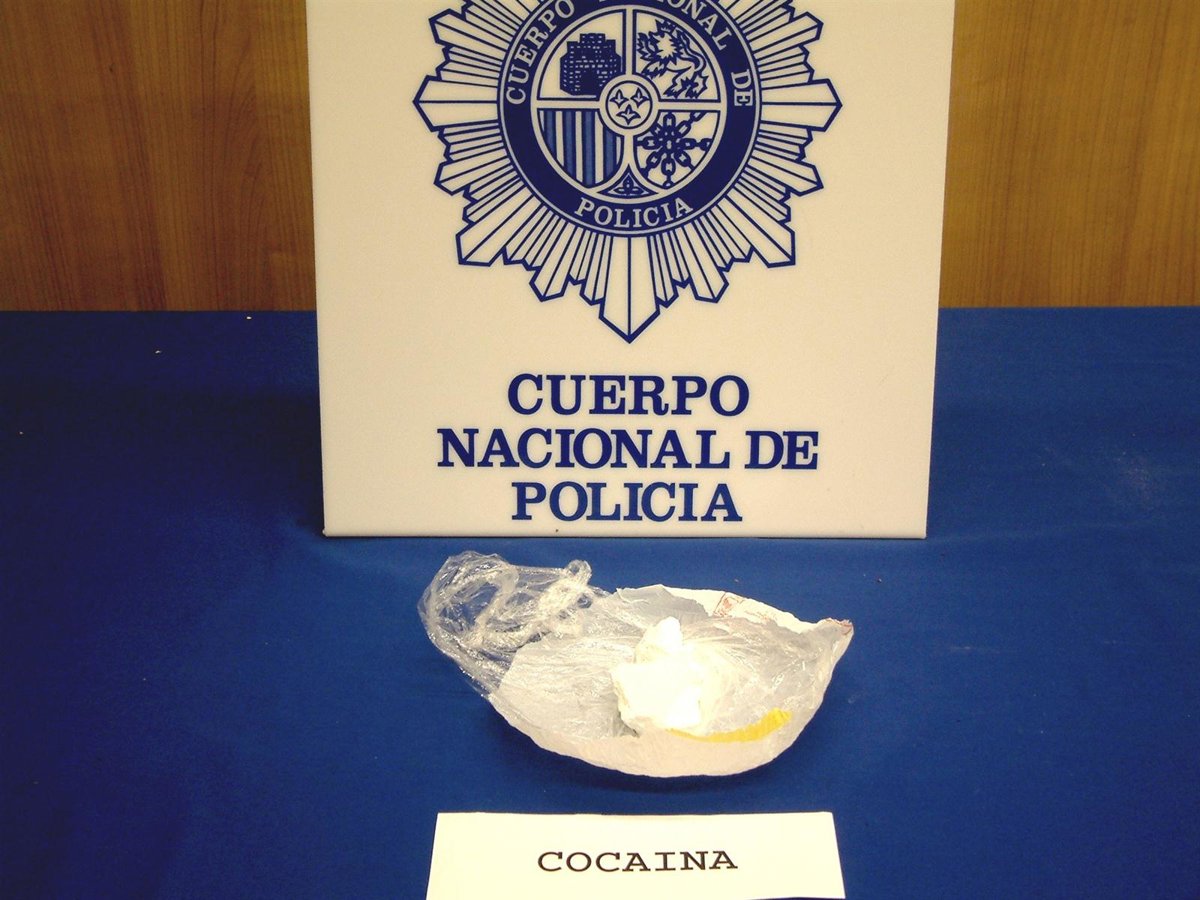 CUERPO NACIONAL DE
POLICIA
CUERPO
NACIONAL DE
POLICIA
COCAINA